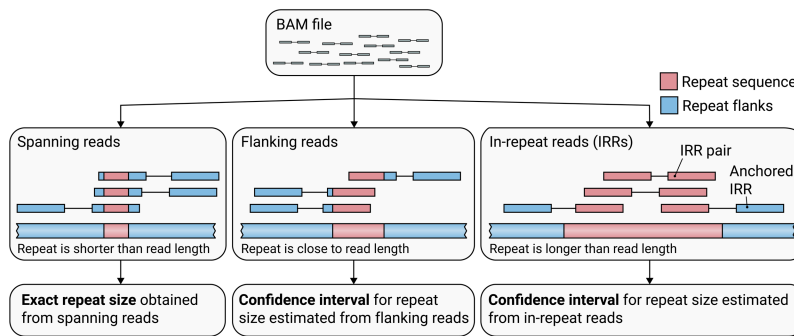 BAM file
Repeat sequence
Repeat flanks
Spanning reads
Repeat is shorter than read length
Flanking reads
Repeat is close to read length
In-repeat reads (IRRs)
IRR pair
Anchored
IRR
Repeat is longer than read length
Exact repeat size obtained
from spanning reads
Confidence interval for repeat
size estimated from flanking reads
Confidence interval for repeat size estimated
from in-repeat reads